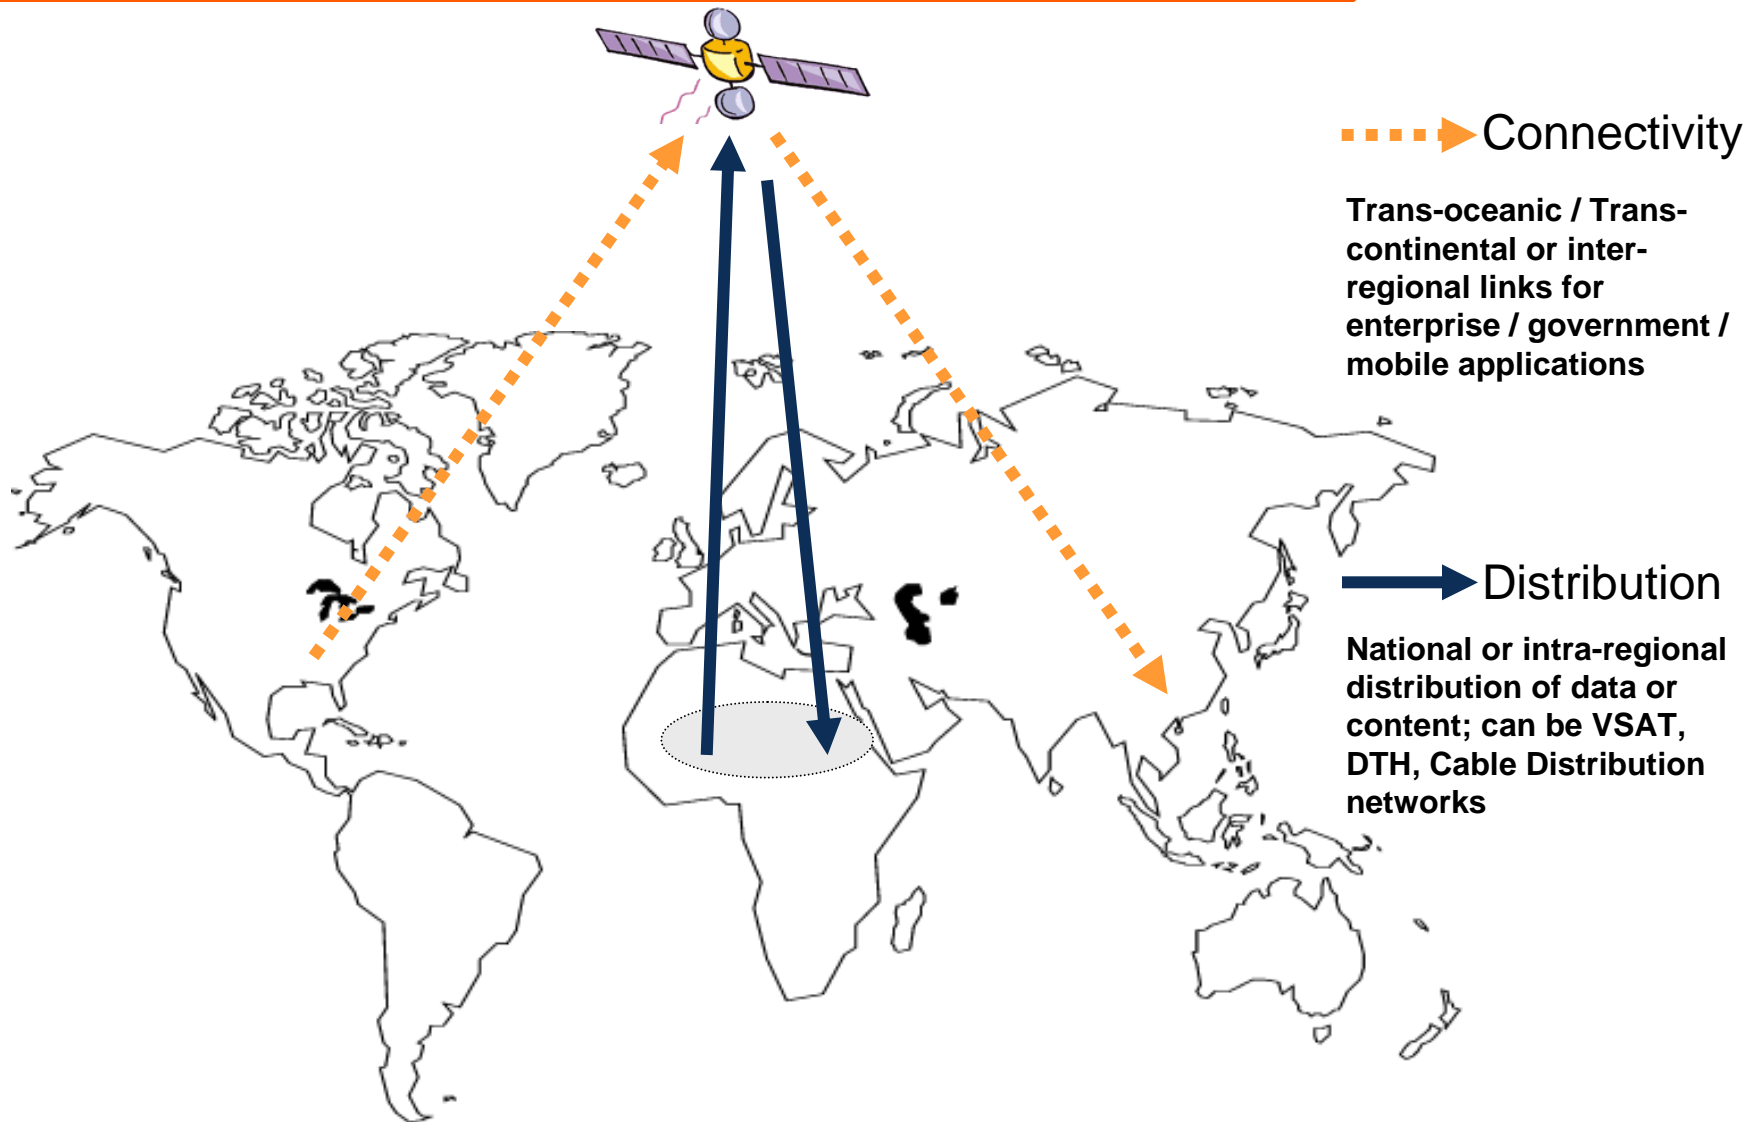 Connectivity
Trans-oceanic / Trans-
continental or inter-
regional links for
enterprise / government /
mobile applications
Distribution
National or intra-regional
distribution of data or
content; can be VSAT,
DTH, Cable Distribution
networks